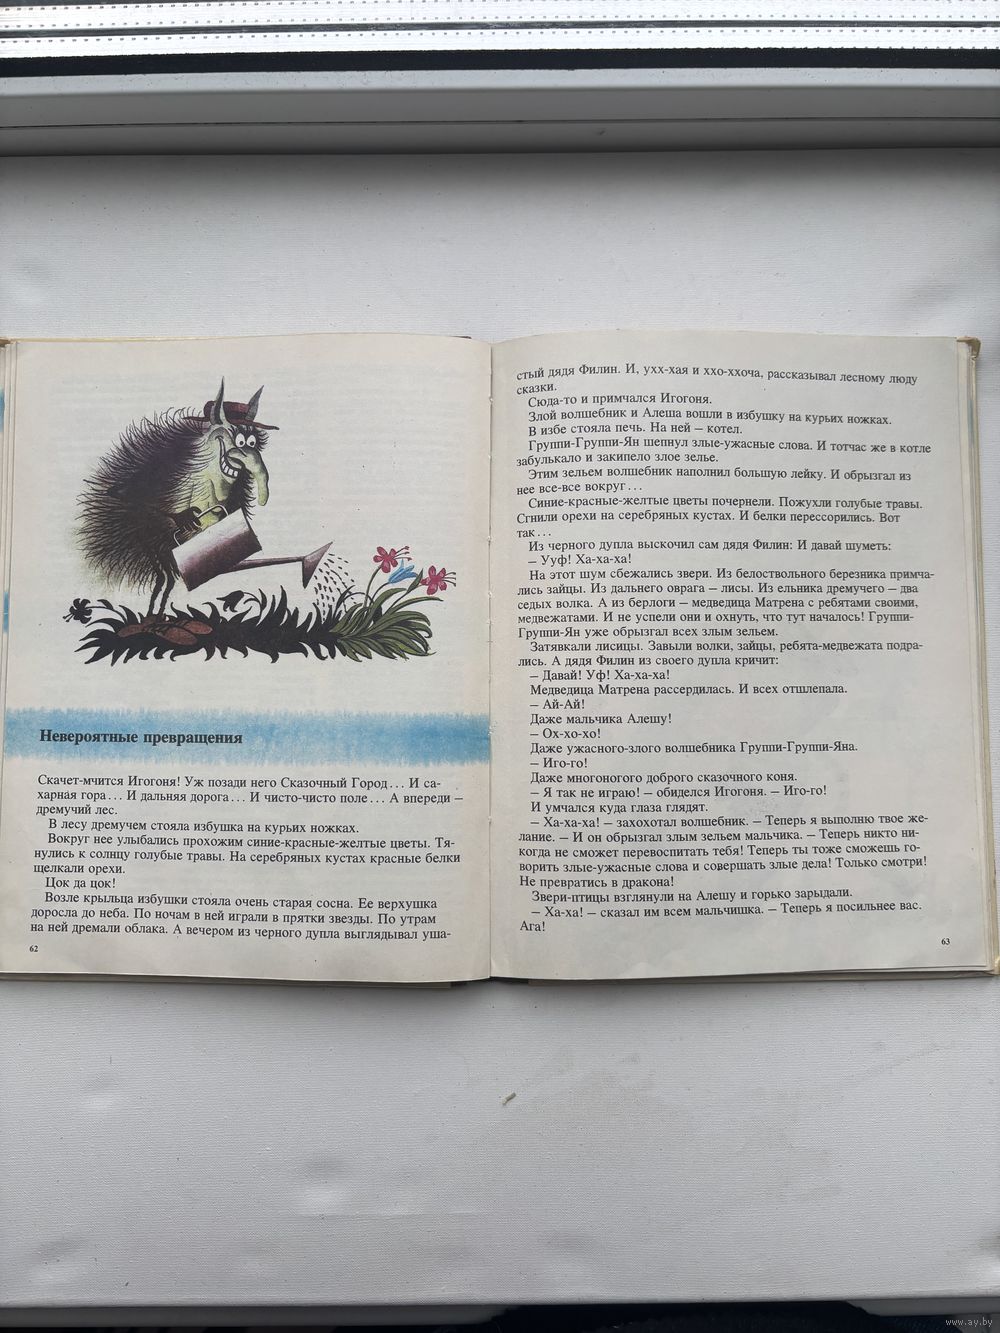 Невероятные превращения
Скачет-мчится Игогоня! Уж позади него Сказочный Город... И са-
харная гора... И дальняя дорога... И чисто-чисто поле... А впереди –
дремучий лес.
В лесу дремучем стояла избушка на курьих ножках.
Вокруг нее улыбались прохожим синие-красные-желтые цветы. Тя-
нулись к солнцу голубые травы. На серебряных кустах красные белки
щелкали орехи.
Цок да цок!
Возле крыльца избушки стояла очень старая сосна. Ее верхушка
доросла до неба. По ночам в ней играли в прятки звезды. По утрам
на ней дремали облака. А вечером из черного дупла выглядывал уша-
62
стый дядя Филин. И, ухх-хая и ххо-ххоча, рассказывал лесному люду
сказки.
Сюда-то и примчался Игогоня.
Злой волшебник и Алеша вошли в избушку на курьих ножках.
В избе стояла печь. На ней – котел.
Группи-Группи-Ян шепнул злые-ужасные слова. И тотчас же в котле
забулькало и закипело злое зелье.
Этим зельем волшебник наполнил большую лейку. И обрызгал из
нее все-все вокруг...
Синие-красные-желтые цветы почернели. Пожухли голубые травы.
Сгнили орехи на серебряных кустах. И белки перессорились. Вот
так...
Из черного дупла выскочил сам дядя Филин: И давай шуметь:
– Ууф! Ха-ха-ха!
На этот шум сбежались звери. Из белоствольного березника примча-
лись зайцы. Из дальнего оврага – лисы. Из ельника дремучего – два
седых волка. А из берлоги – медведица Матрена с ребятами своими,
медвежатами. И не успели они и охнуть, что тут началось! Группи-
Группи-Ян уже обрызгал всех злым зельем.
Затявкали лисицы. Завыли волки, зайцы, ребята-медвежата подра-
лись. А дядя Филин из своего дупла кричит:
– Давай! Уф! Ха-ха-ха!
Медведица Матрена рассердилась. И всех отшлепала.
– Ай-Ай!
Даже мальчика Алешу!
– Ох-хо-хо!
Даже ужасного-злого волшебника Группи-Группи-Яна.
– Иго-го!
Даже многоногого доброго сказочного коня.
– Я так не играю! – обиделся Игогоня. – Иго-го!
И умчался куда глаза глядят.
– Ха-ха-ха! – захохотал волшебник. – Теперь я выполню твое же-
лание. – И он обрызгал злым зельем мальчика. – Теперь никто ни-
когда не сможет перевоспитать тебя! Теперь ты тоже сможешь го-
ворить злые-ужасные слова и совершать злые дела! Только смотри!
Не превратись в дракона!
Звери-птицы взглянули на Алешу и горько зарыдали.
– Ха-ха! – сказал им всем мальчишка. – Теперь я посильнее вас.
Ага!
63
www.ay.by